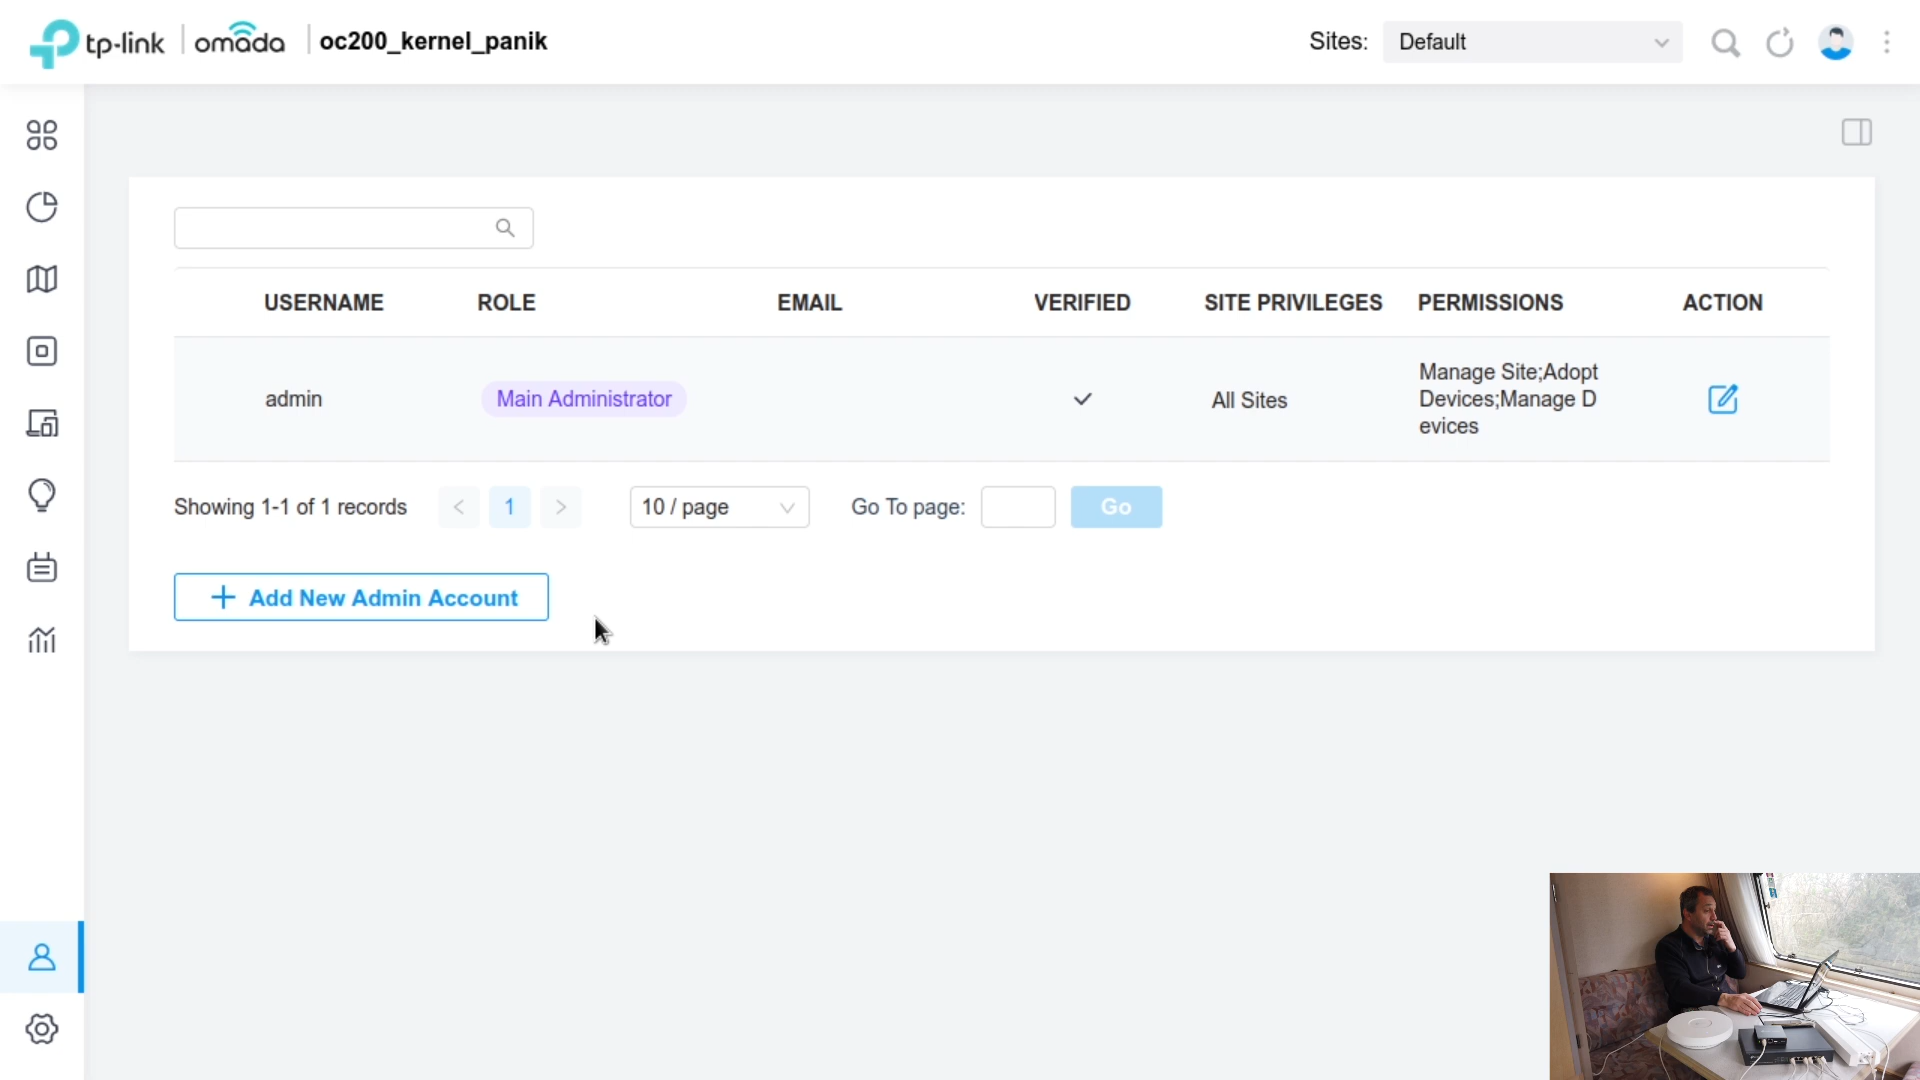 tp-link omada oc200_kernel_panik Sites: Default
USERNAME ROLE EMAIL VERIFIED SITE PRIVILEGES PERMISSIONS ACTION
admin Main Administrator All Sites
Manage Site;Adopt
Devices;Manage D
evices
Showing 1-1 of 1 records < 1 > 10 / page Go To page: Go
+ Add New Admin Account